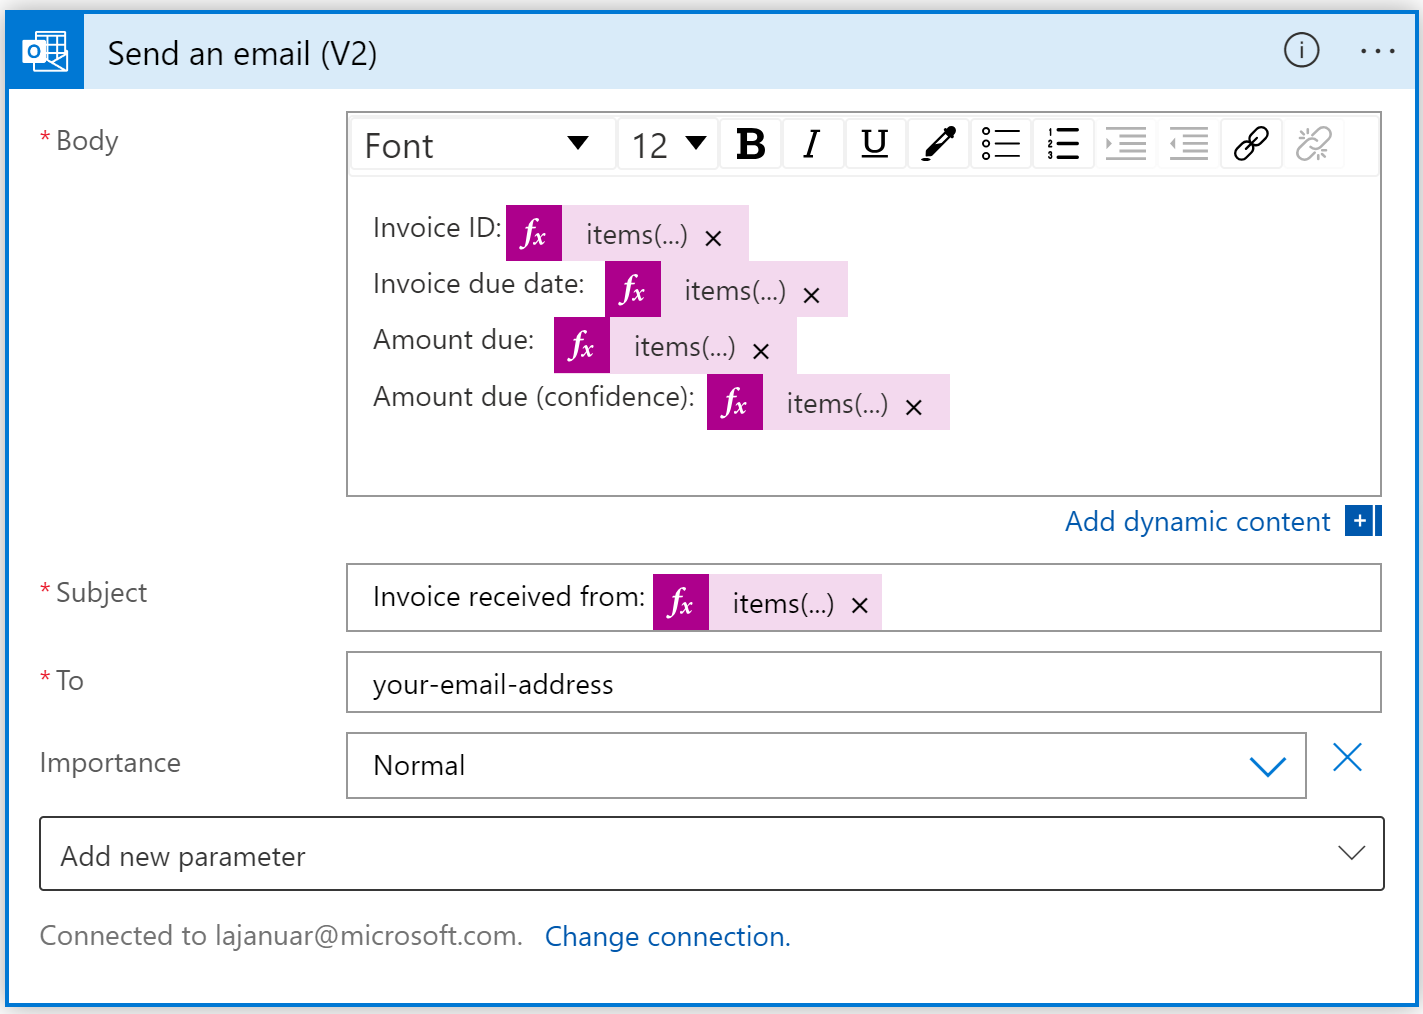 Send an email (V2)
* Body
Font 12 B I U
Invoice ID: fx items(...) ×
Invoice due date: fx items(...) ×
Amount due: fx items(...) ×
Amount due (confidence): fx items(...) ×
Add dynamic content
* Subject
Invoice received from: fx items(...) ×
* To
your-email-address
Importance
Normal
Add new parameter
Connected to lajanuar@microsoft.com. Change connection.